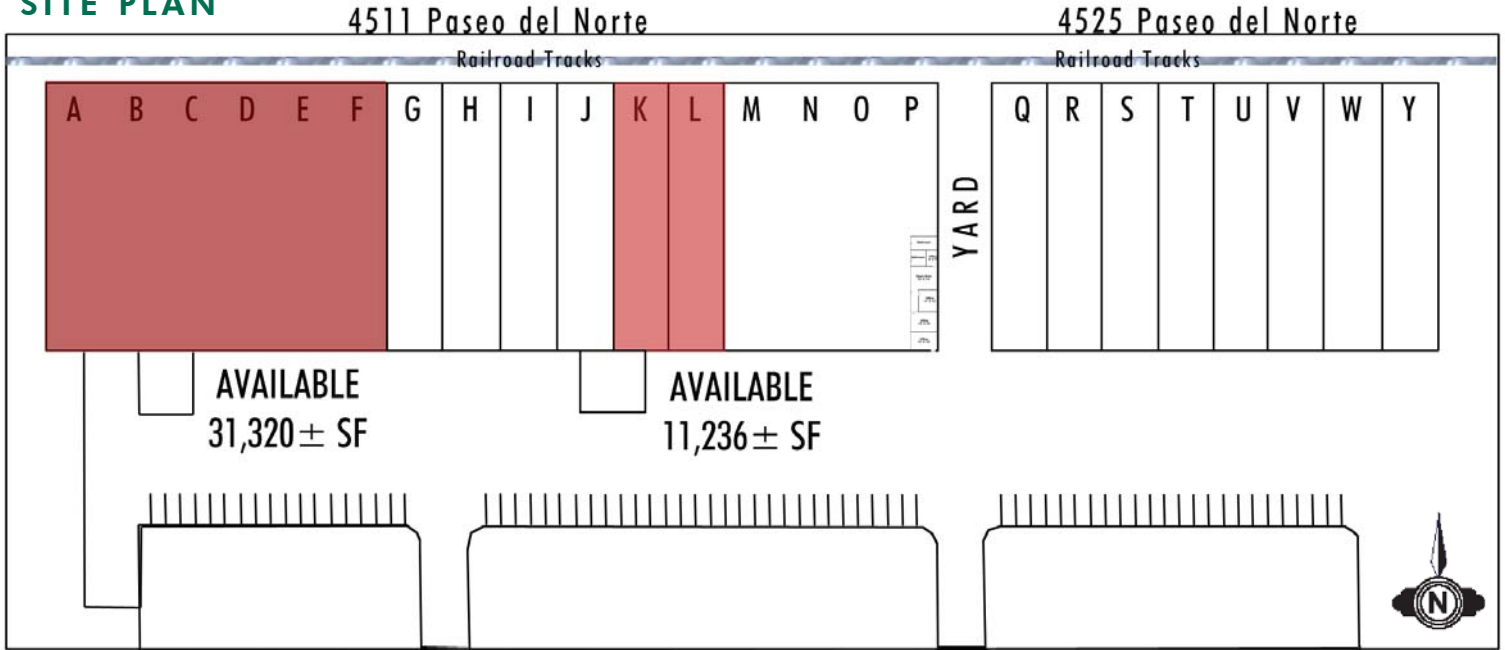 SITE PLAN
4511 Paseo del Norte
4525 Paseo del Norte
Railroad Tracks
Railroad Tracks
A B C D E F G H I J K L M N O P
Q R S T U V W Y
YARD
AVAILABLE
31,320± SF
AVAILABLE
11,236± SF
N